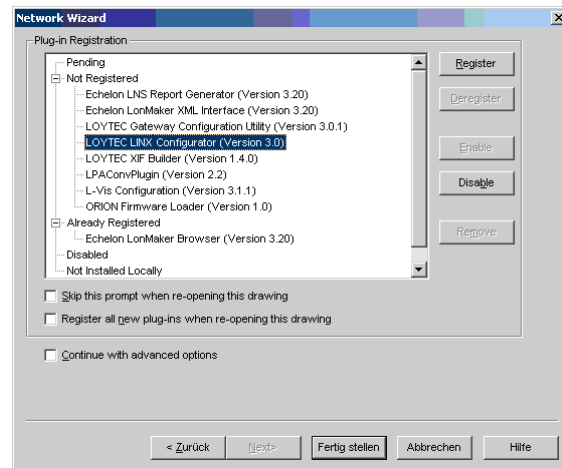 Network Wizard
Plug-in Registration
Pending
Not Registered
Echelon LNS Report Generator (Version 3.20)
Echelon LonMaker XML Interface (Version 3.20)
LOYTEC Gateway Configuration Utility (Version 3.0.1)
LOYTEC LINX Configurator (Version 3.0)
LOYTEC XIF Builder (Version 1.4.0)
LPAConvPlugin (Version 2.2)
L-Vis Configuration (Version 3.1.1)
ORION Firmware Loader (Version 1.0)
Already Registered
Echelon LonMaker Browser (Version 3.20)
Disabled
Not Installed Locally
Register
Deregister
Enable
Disable
Remove
Skip this prompt when re-opening this drawing
Register all new plug-ins when re-opening this drawing
Continue with advanced options
< Zurück
Next>
Fertig stellen
Abbrechen
Hilfe